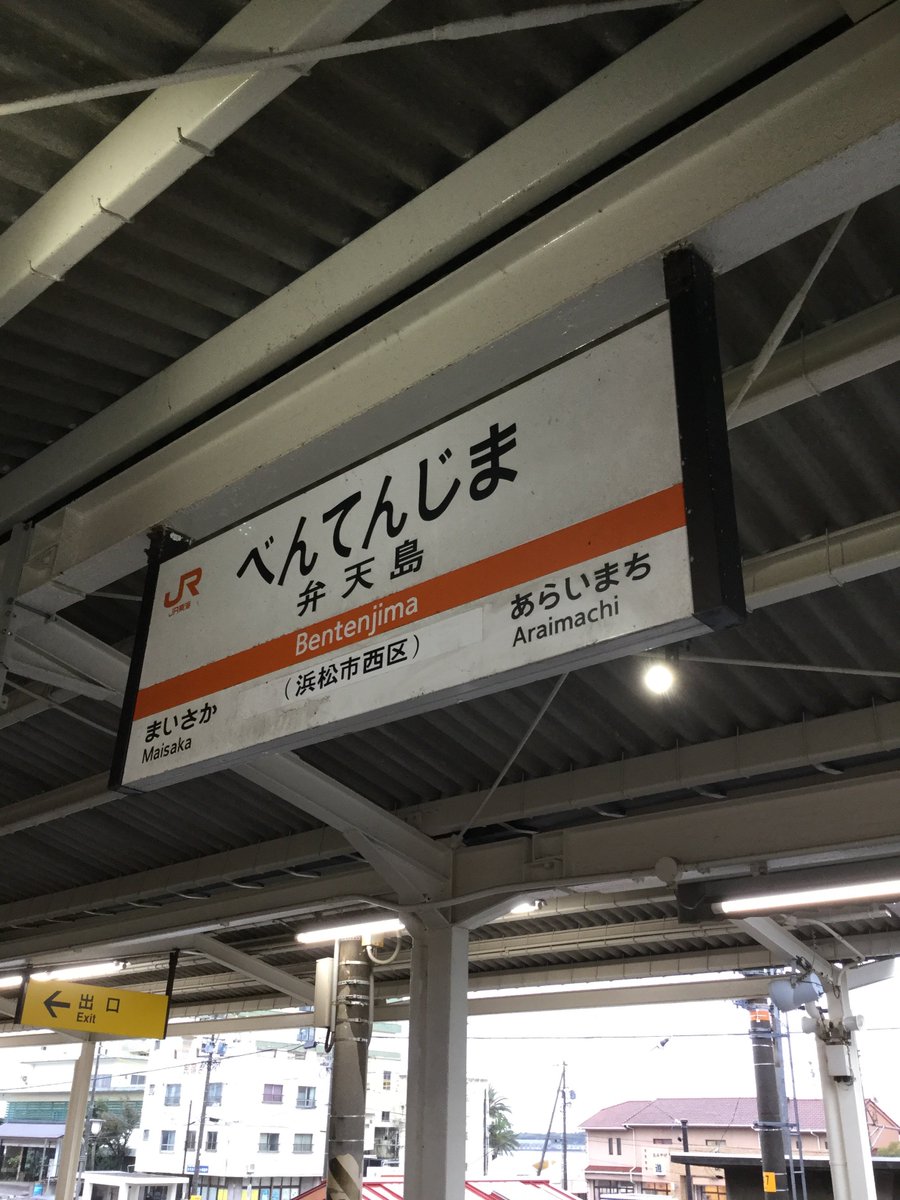 べんてんじま
JR
JR東海
弁天島
Bentenjima
あらいまち
Araimachi
(浜松市西区)
まいさか
Maisaka
出口
Exit
7